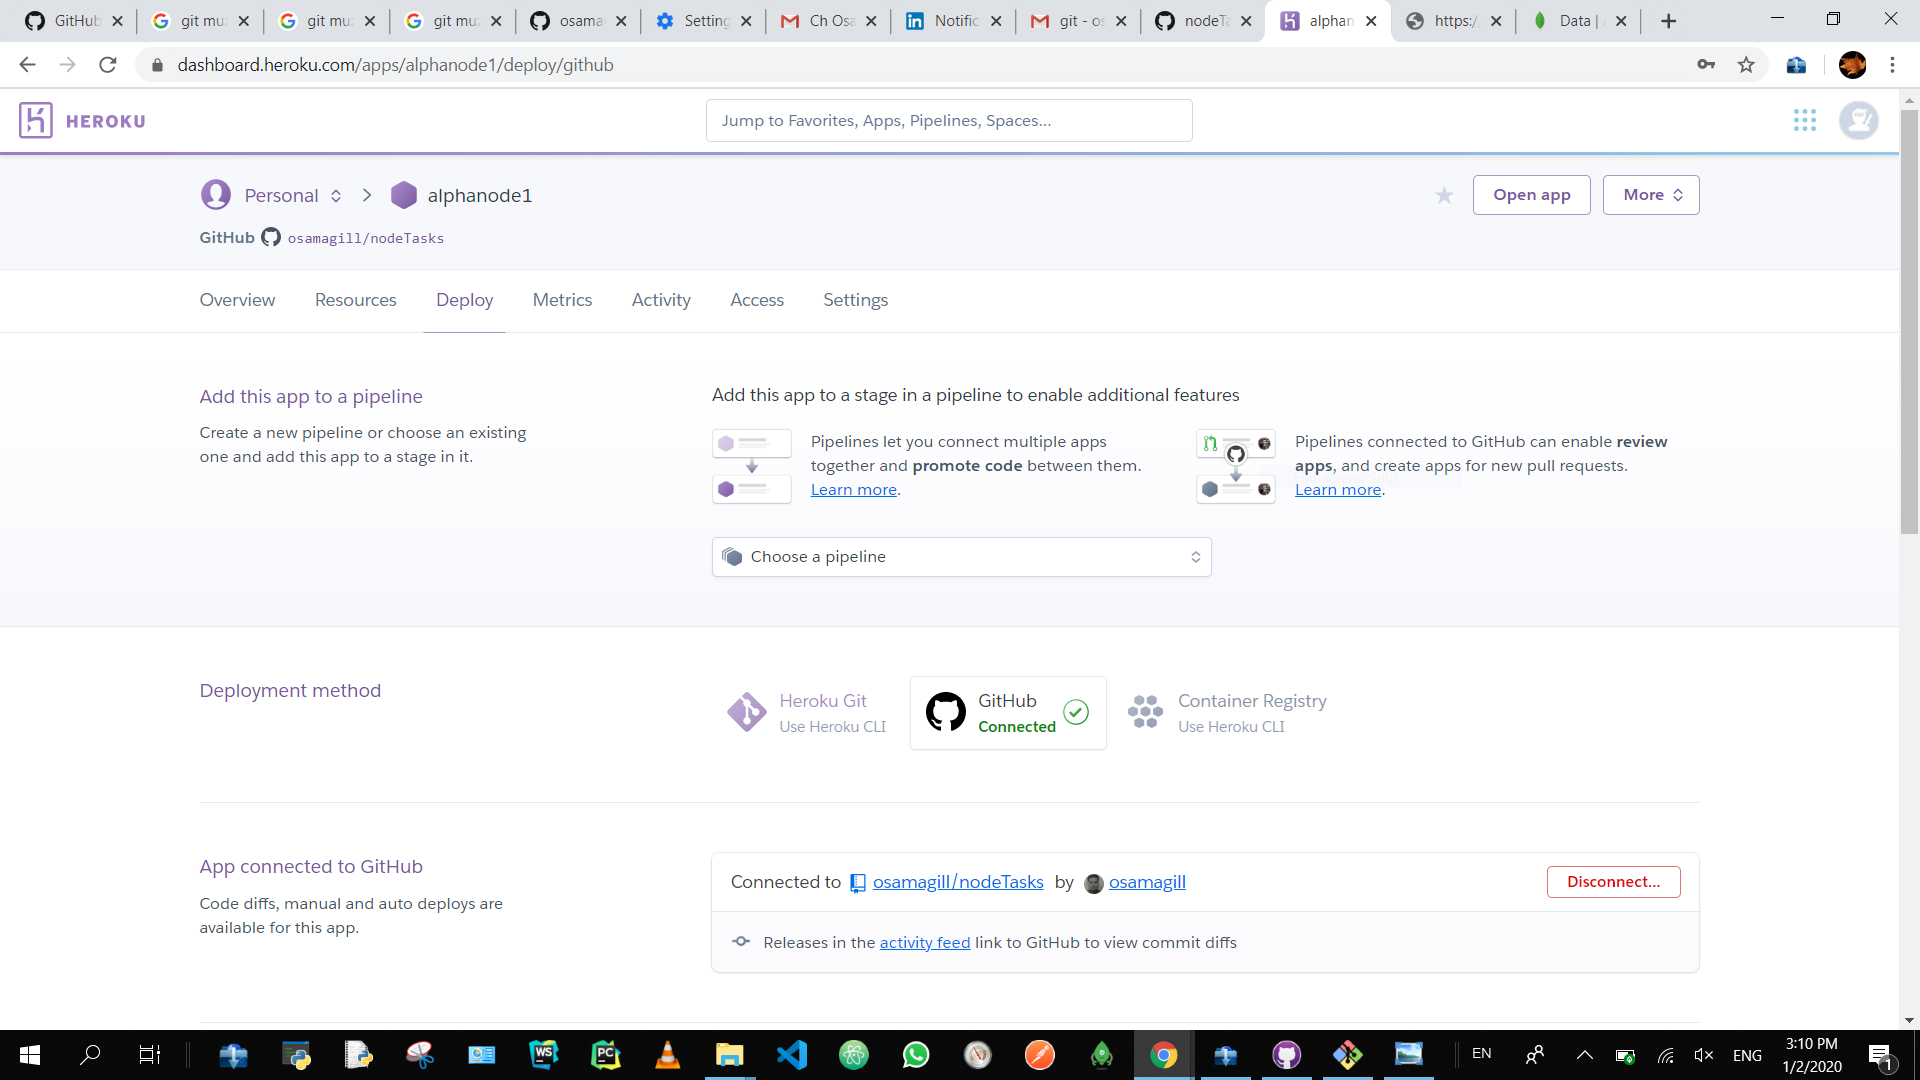 GitHub
git mu
git mu
git mu
osama
Setting
Ch Osa
Notific
git - os
nodeTa
alphan
https:/
Data |
dashboard.heroku.com/apps/alphanode1/deploy/github
HEROKU
Jump to Favorites, Apps, Pipelines, Spaces...
Personal
alphanode1
Open app
More
GitHub osamagill/nodeTasks
Overview
Resources
Deploy
Metrics
Activity
Access
Settings
Add this app to a pipeline
Create a new pipeline or choose an existing
one and add this app to a stage in it.
Add this app to a stage in a pipeline to enable additional features
Pipelines let you connect multiple apps
together and promote code between them.
Learn more.
Pipelines connected to GitHub can enable review
apps, and create apps for new pull requests.
Learn more.
Choose a pipeline
Deployment method
Heroku Git
Use Heroku CLI
GitHub
Connected
Container Registry
Use Heroku CLI
App connected to GitHub
Code diffs, manual and auto deploys are
available for this app.
Connected to osamagill/nodeTasks by osamagill
Disconnect...
Releases in the activity feed link to GitHub to view commit diffs
WS
PC
EN
ENG
3:10 PM
1/2/2020
1